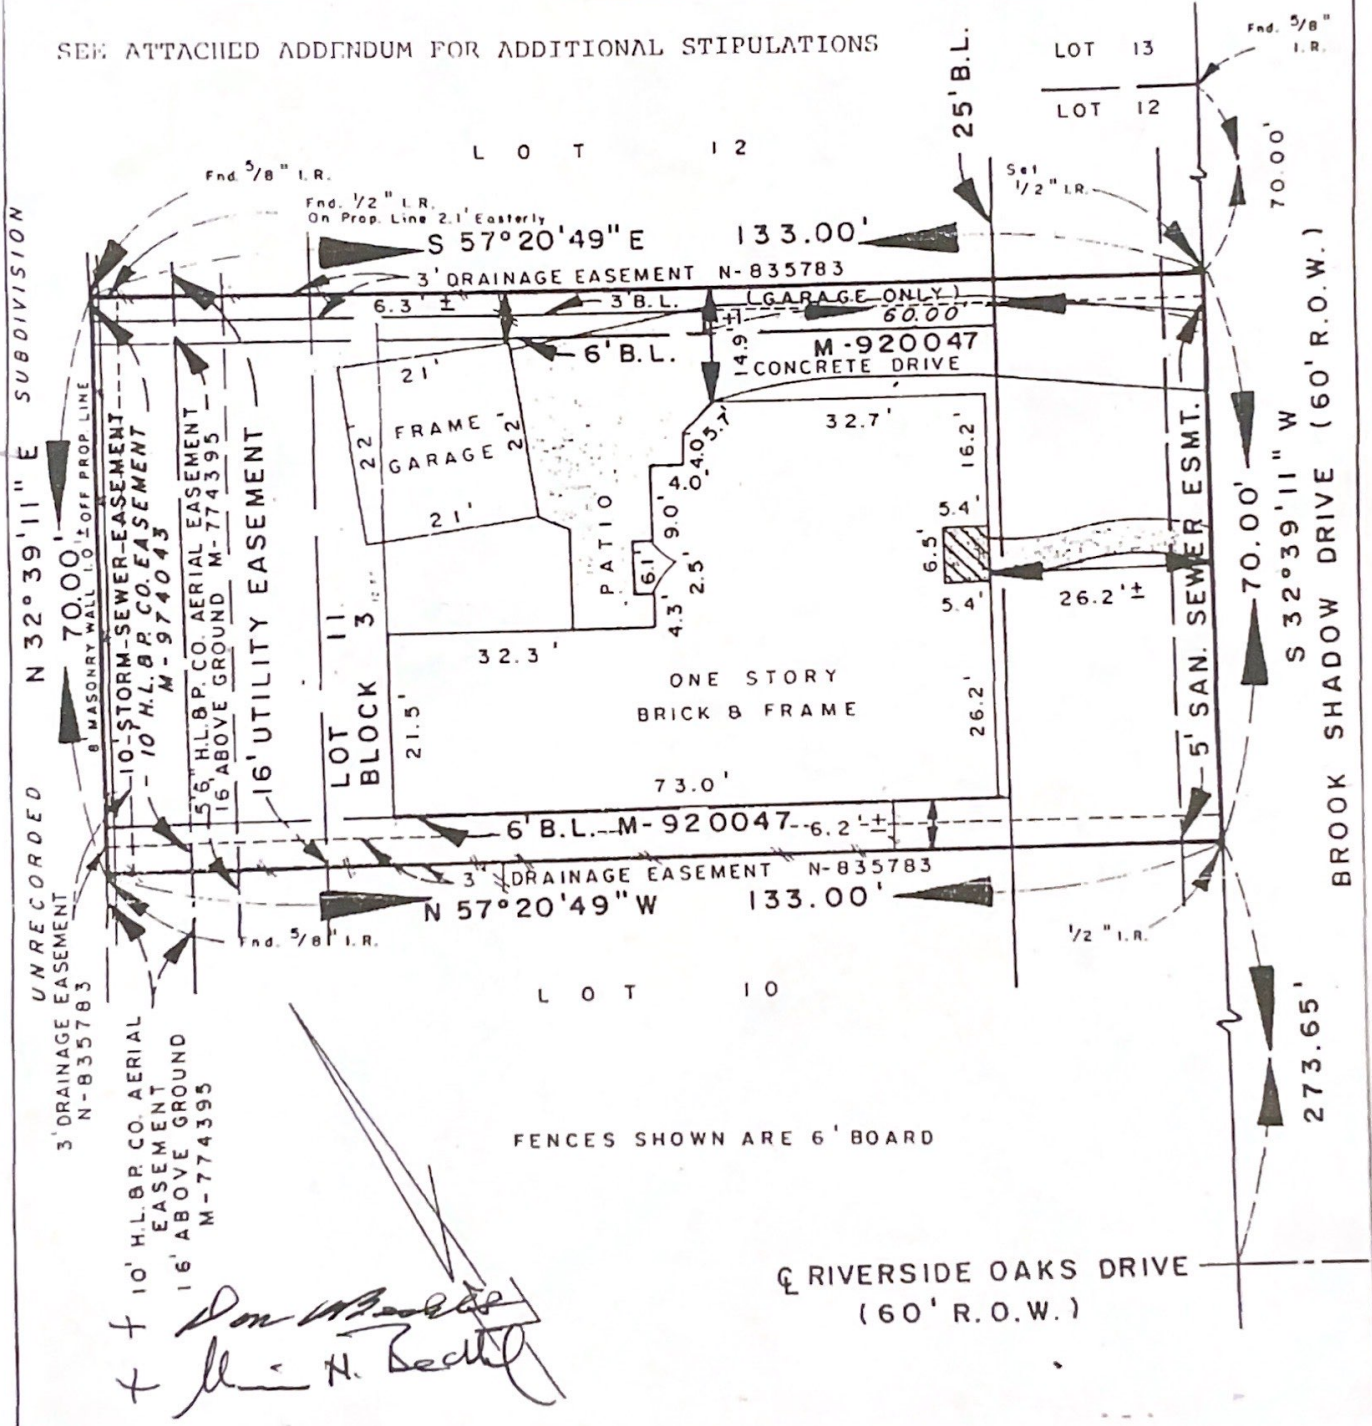 SEE ATTACHED ADDENDUM FOR ADDITIONAL STIPULATIONS
25' B.L.
LOT 13
LOT 12
Fnd. 5/8"
I.R.
70.00'
LOT 12
Fnd. 5/8" I.R.
Fnd. 1/2" I.R.
On Prop. Line 2.1' Easterly
Set
1/2" I.R.
S 57°20'49" E 133.00'
3' DRAINAGE EASEMENT N-835783
6.3' ±
3' B.L.
(GARAGE ONLY)
60.00'
6' B.L.
M-920047
14.9' ±
CONCRETE DRIVE
21'
22'
FRAME
GARAGE
22'
21'
PATIO
5.7'
4.0'
4.0'
9.0'
6.1'
2.5'
4.3'
32.7'
16.2'
5.4'
6.5'
5.4'
26.2'±
32.3'
21.5'
ONE STORY
BRICK & FRAME
26.2'
73.0'
LOT 11
BLOCK 3
6' B.L. M-920047 6.2'±
3' DRAINAGE EASEMENT N-835783
N 57°20'49" W 133.00'
Fnd. 5/8" I.R.
1/2" I.R.
UNRECORDED SUBDIVISION
N 32°39'11" E
70.00'
8' MASONRY WALL 1.0'± OFF PROP. LINE
10' STORM SEWER EASEMENT
10' H.L.&P. CO. EASEMENT
M-974043
5'6" H.L.&P. CO. AERIAL EASEMENT
16' ABOVE GROUND M-774395
16' UTILITY EASEMENT
5' SAN. SEWER ESMT.
70.00'
S 32°39'11" W
BROOK SHADOW DRIVE (60' R.O.W.)
3' DRAINAGE EASEMENT
N-835783
LOT 10
273.65'
10' H.L.&P. CO. AERIAL
EASEMENT
16' ABOVE GROUND
M-774395
FENCES SHOWN ARE 6' BOARD
℄ RIVERSIDE OAKS DRIVE
(60' R.O.W.)
+ Don
+ H.